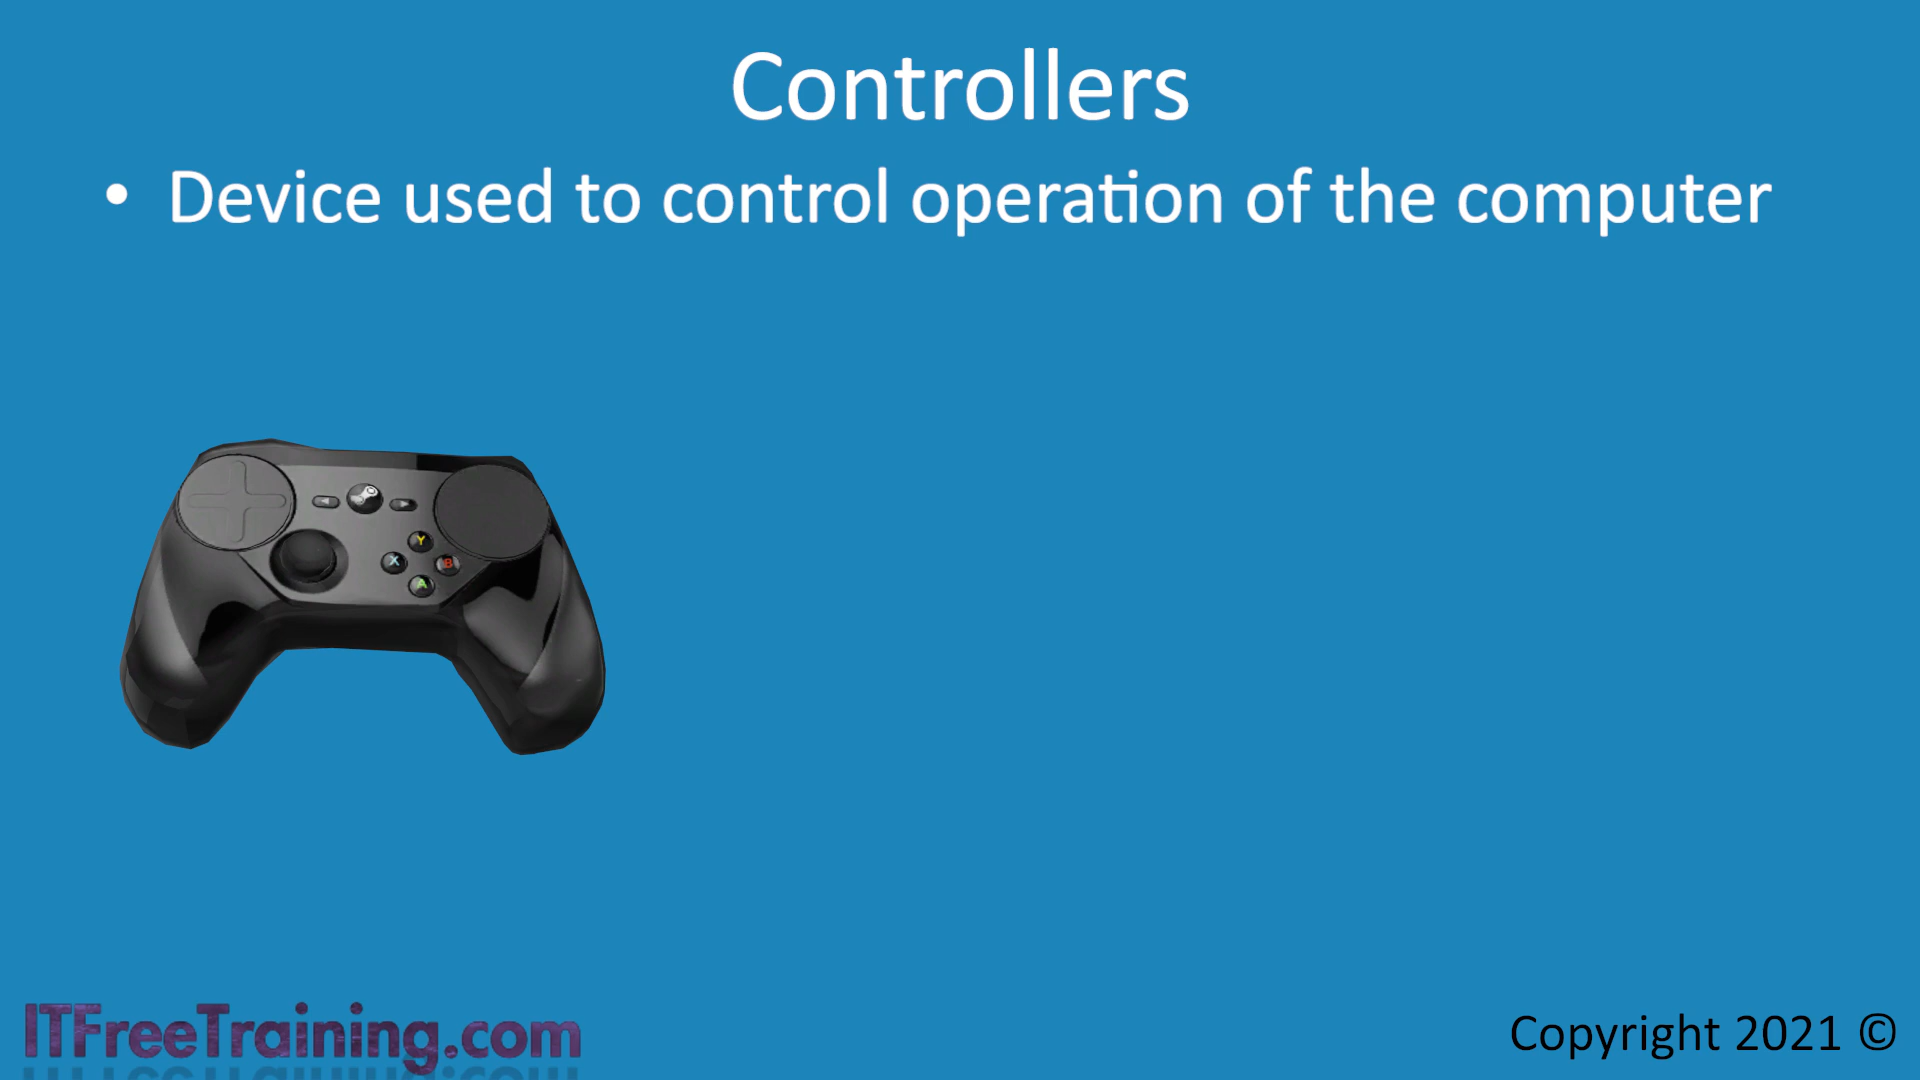 Controllers
• Device used to control operation of the computer
Y
X
B
A
ITFreeTraining.com
Copyright 2021 ©